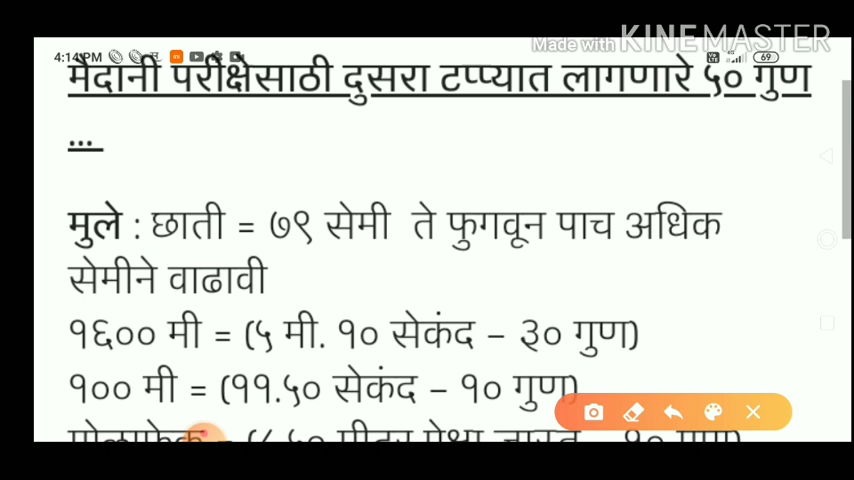 Made with KINEMASTER
4:14 PM
69
मैदानी परीक्षेसाठी दुसरा टप्प्यात लागणारे ५० गुण
...
मुले : छाती = ७९ सेमी ते फुगवून पाच अधिक
सेमीने वाढावी
१६०० मी = (५ मी. १० सेकंद – ३० गुण)
१०० मी = (११.५० सेकंद – १० गुण)